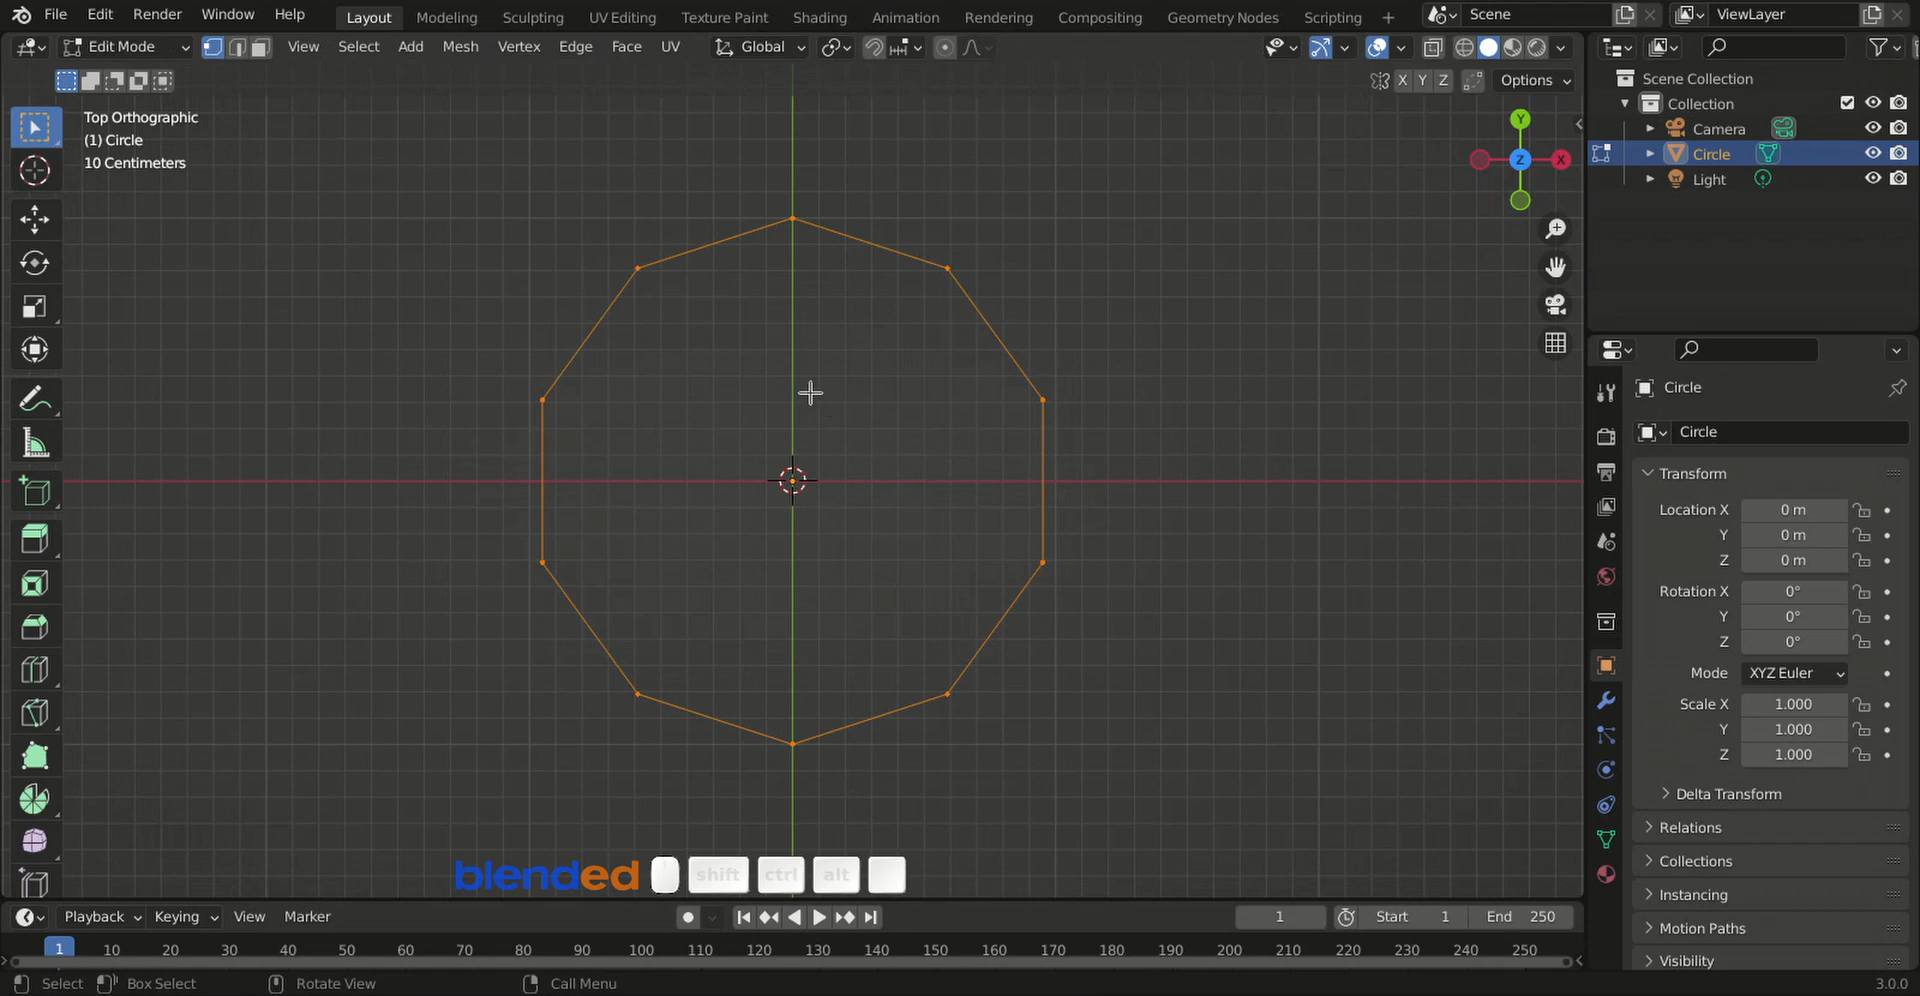 File Edit Render Window Help Layout Modeling Sculpting UV Editing Texture Paint Shading Animation Rendering Compositing Geometry Nodes Scripting + Scene ViewLayer
Edit Mode View Select Add Mesh Vertex Edge Face UV Global
X Y Z Options
Top Orthographic
(1) Circle
10 Centimeters
Y
Z X
Scene Collection
Collection
Camera
Circle
Light
Circle
Circle
Transform
Location X 0 m
Y 0 m
Z 0 m
Rotation X 0°
Y 0°
Z 0°
Mode XYZ Euler
Scale X 1.000
Y 1.000
Z 1.000
Delta Transform
Relations
Collections
Instancing
Motion Paths
Visibility
blended shift ctrl alt
Playback Keying View Marker 1 Start 1 End 250
1 10 20 30 40 50 60 70 80 90 100 110 120 130 140 150 160 170 180 190 200 210 220 230 240 250
Select Box Select Rotate View Call Menu 3.0.0